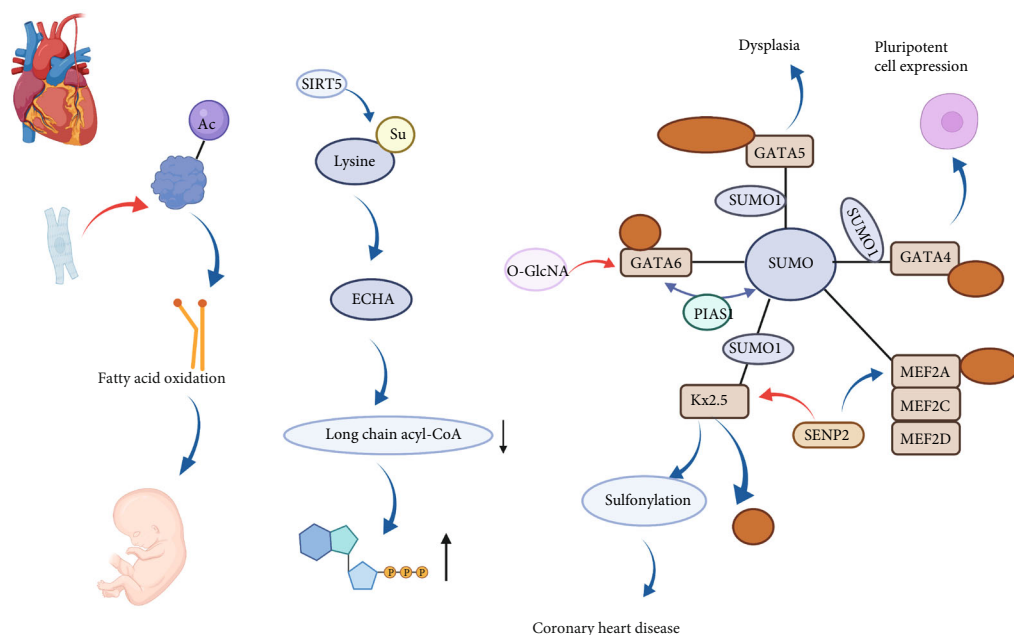 Ac
Fatty acid oxidation
SIRT5
Su
Lysine
ECHA
Long chain acyl-CoA
P P P
Dysplasia
Pluripotent
cell expression
GATA5
SUMO1
SUMO1
GATA4
O-GlcNA
GATA6
SUMO
PIAS1
SUMO1
Kx2.5
SENP2
MEF2A
MEF2C
MEF2D
Sulfonylation
Coronary heart disease